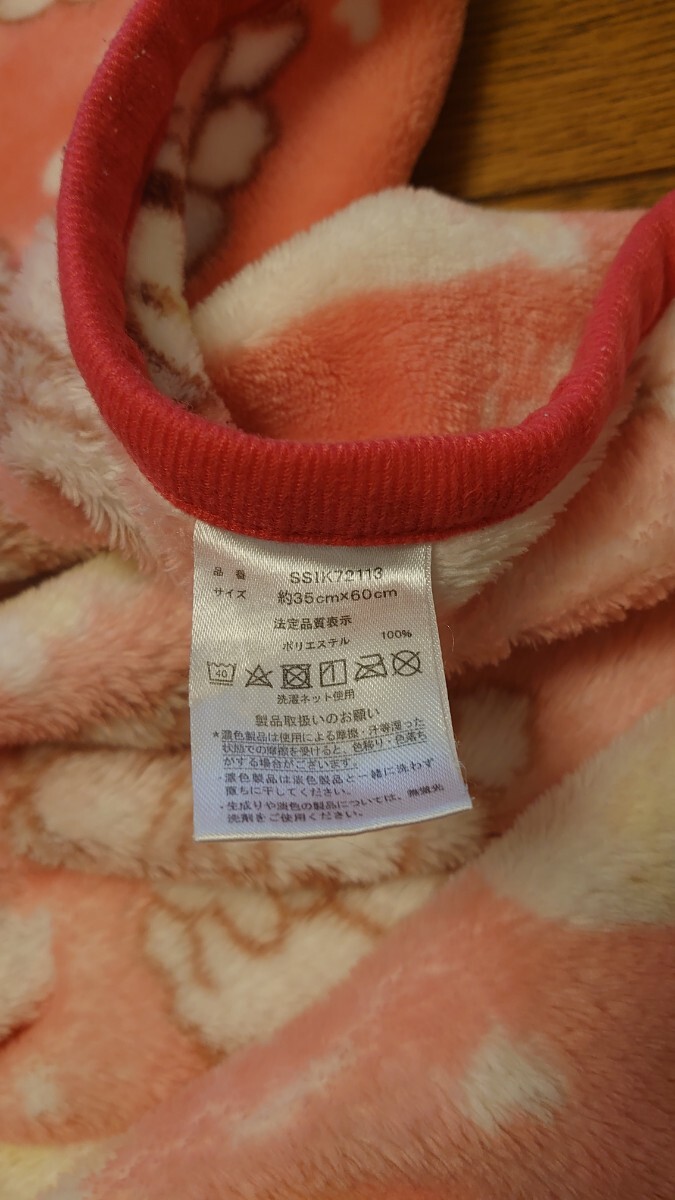 品番 SSIK72113
サイズ 約35cm×60cm
法定品質表示
ポリエステル 100%
40
洗濯ネット使用
製品取扱いのお願い
*濃色製品は使用による摩擦・汗等湿った
状態での摩擦を受けると、色移り・色落ち
がする場合がございます。
・濃色製品は淡色製品と一緒に洗わず
直ちに干してください。
・生成りや淡色の製品については、無蛍光
洗剤をご使用ください。